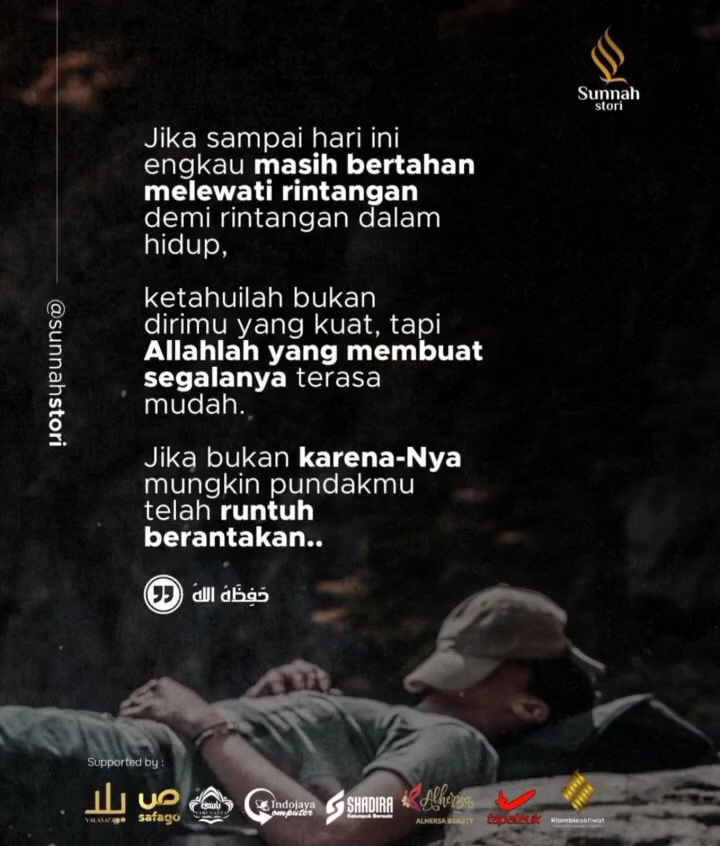 Sunnah
stori
Jika sampai hari ini
engkau masih bertahan
melewati rintangan
demi rintangan dalam
hidup,
ketahuilah bukan
dirimu yang kuat, tapi
Allahlah yang membuat
segalanya terasa
mudah.
Jika bukan karena-Nya
mungkin pundakmu
telah runtuh
berantakan..
حَفِظَهُ اللهُ
@sunnahstori
Supported by :
safago
Indojaya
Computer
SHADIRA
Alhersa
ALHERSA BEAUTY
Klambieakhwat